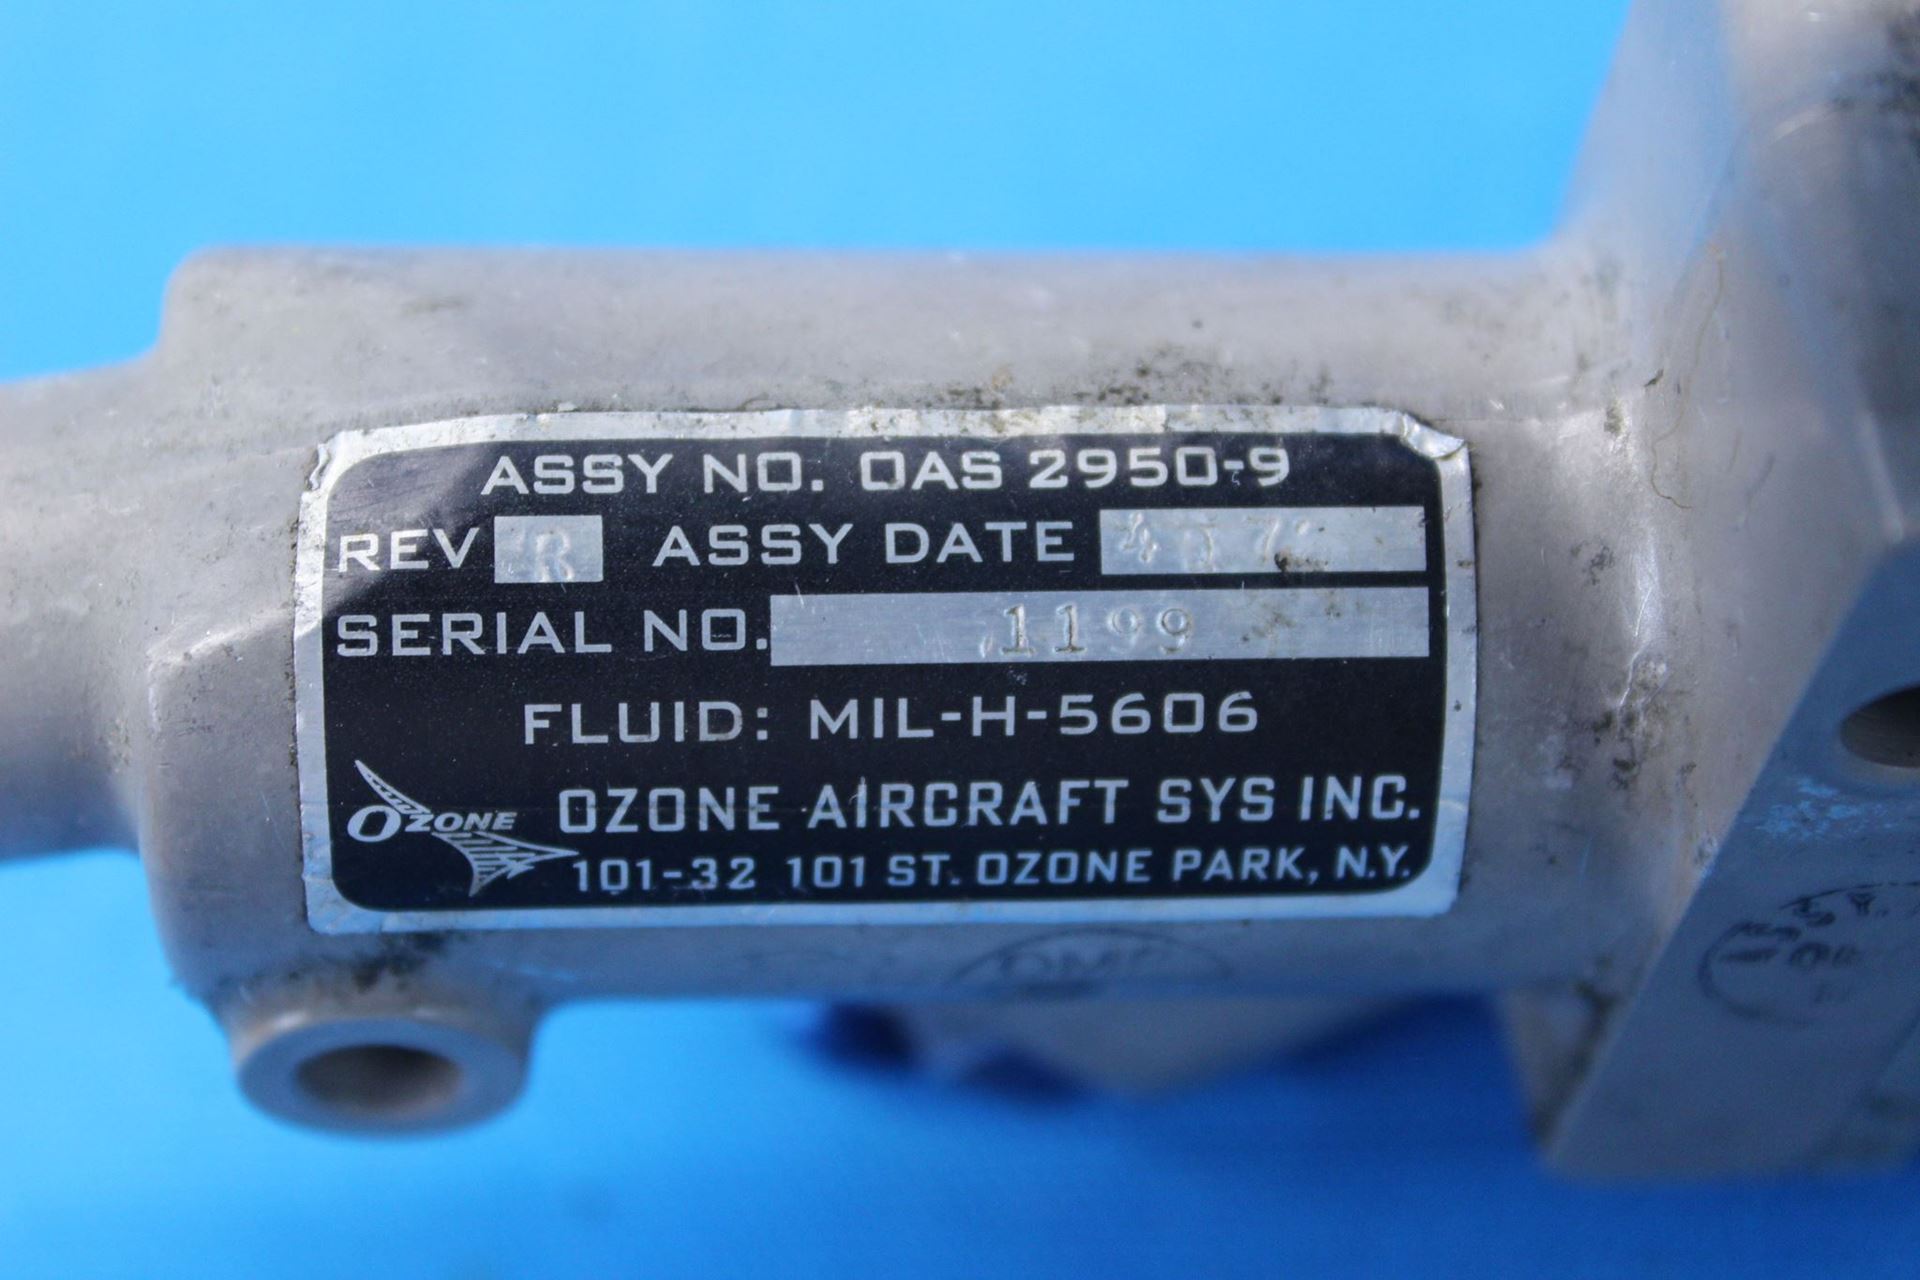 ASSY NO. OAS 2950-9
REV R ASSY DATE 4Q7
SERIAL NO. 1199
FLUID: MIL-H-5606
OZONE OZONE AIRCRAFT SYS INC.
101-32 101 ST. OZONE PARK, N.Y.